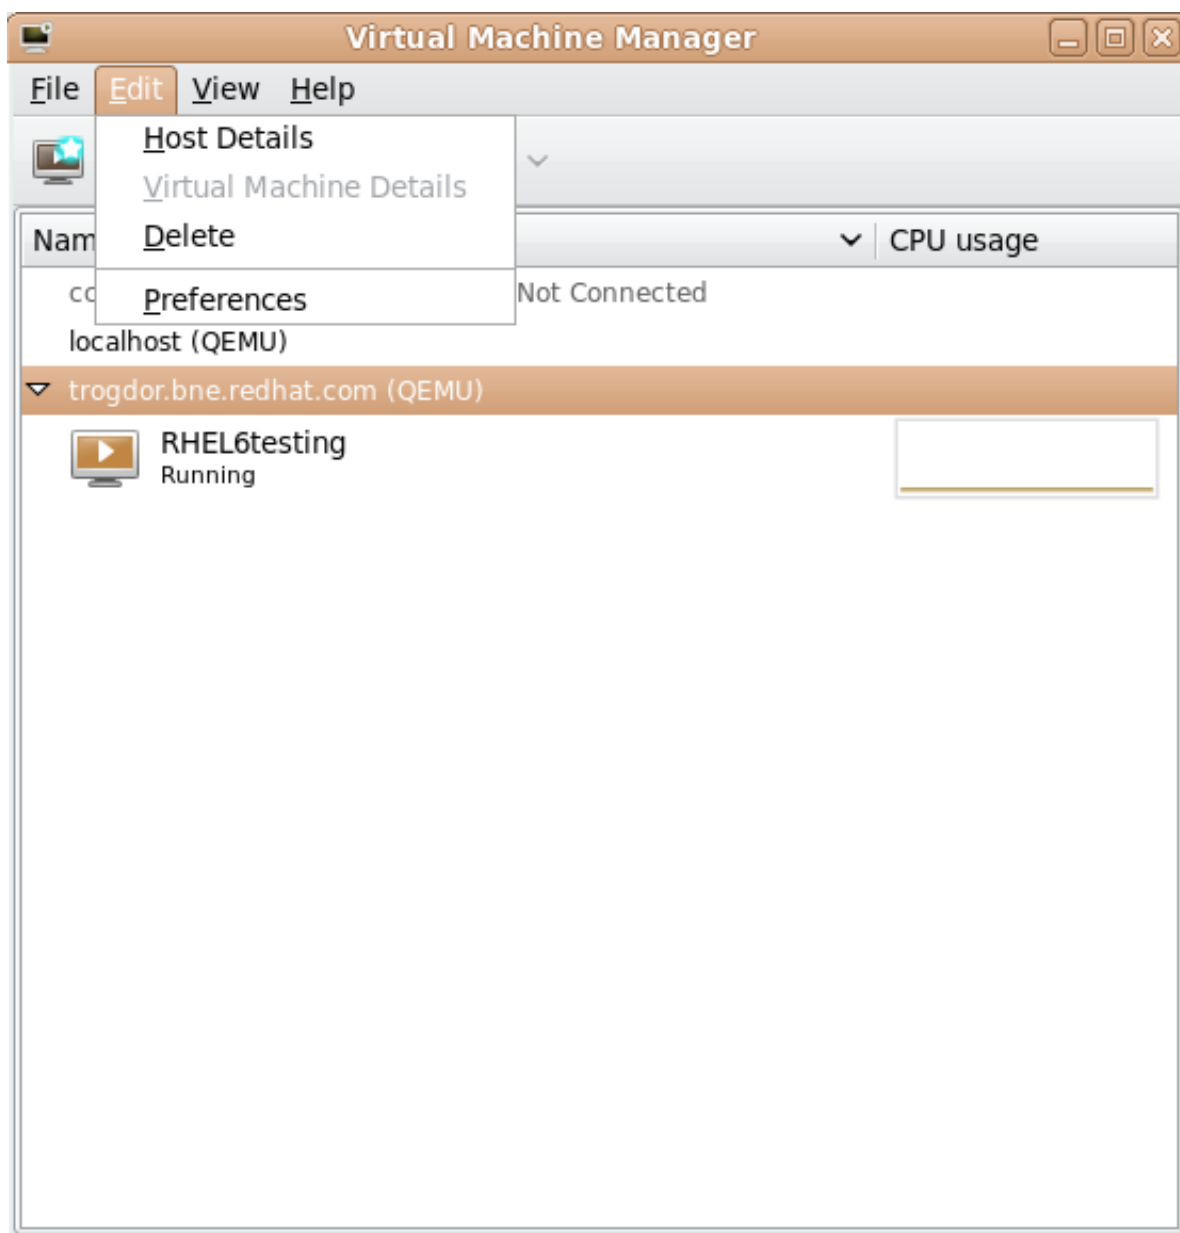 Virtual Machine Manager
File Edit View Help
Host Details
Virtual Machine Details
Delete
Preferences
CPU usage
Not Connected
localhost (QEMU)
trogdor.bne.redhat.com (QEMU)
RHEL6testing
Running